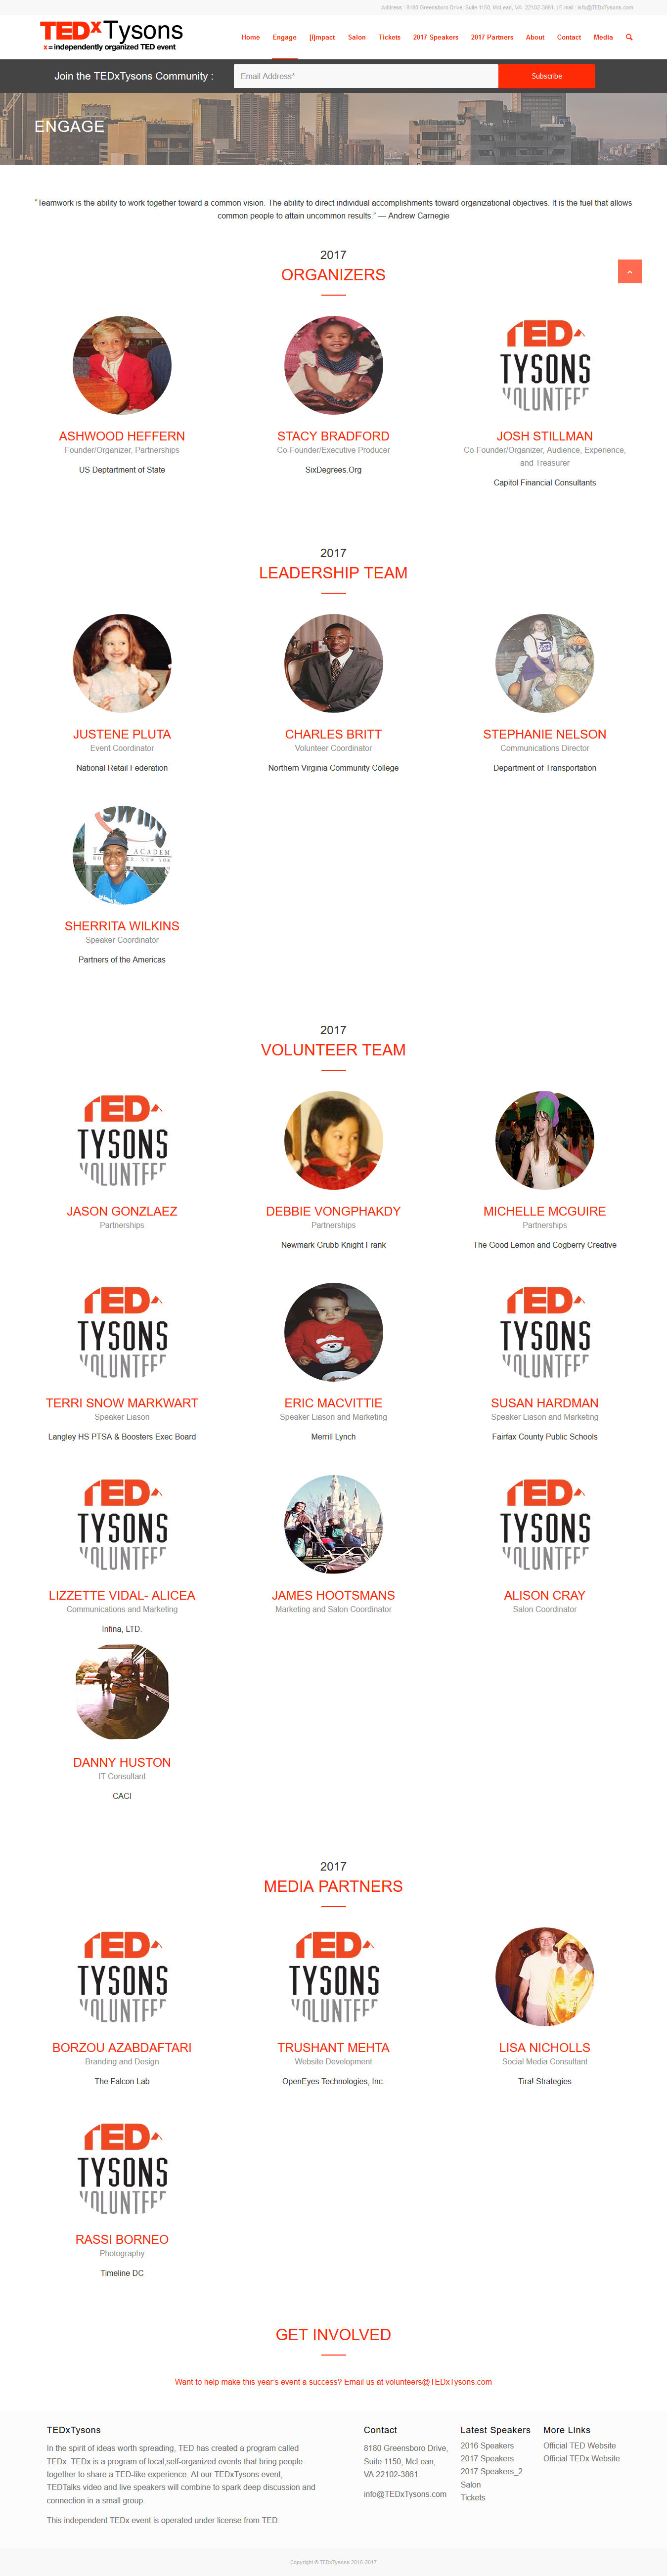 Address : 8180 Greensboro Drive, Suite 1150, McLean, VA 22102-3861. | E-mail : info@TEDxTysons.com
TEDxTysons
x = independently organized TED event
Home Engage [i]mpact Salon Tickets 2017 Speakers 2017 Partners About Contact Media
Join the TEDxTysons Community :
Email Address*
Subscribe
ENGAGE
"Teamwork is the ability to work together toward a common vision. The ability to direct individual accomplishments toward organizational objectives. It is the fuel that allows
common people to attain uncommon results." — Andrew Carnegie
2017
ORGANIZERS
TED
TYSONS
VOLUNTEE
ASHWOOD HEFFERN
Founder/Organizer, Partnerships
US Deptartment of State
STACY BRADFORD
Co-Founder/Executive Producer
SixDegrees.Org
JOSH STILLMAN
Co-Founder/Organizer, Audience, Experience,
and Treasurer
Capitol Financial Consultants
2017
LEADERSHIP TEAM
JUSTENE PLUTA
Event Coordinator
National Retail Federation
CHARLES BRITT
Volunteer Coordinator
Northern Virginia Community College
STEPHANIE NELSON
Communications Director
Department of Transportation
SHERRITA WILKINS
Speaker Coordinator
Partners of the Americas
2017
VOLUNTEER TEAM
TED
TYSONS
VOLUNTEE
JASON GONZLAEZ
Partnerships
DEBBIE VONGPHAKDY
Partnerships
Newmark Grubb Knight Frank
MICHELLE MCGUIRE
Partnerships
The Good Lemon and Cogberry Creative
TED
TYSONS
VOLUNTEE
TED
TYSONS
VOLUNTEE
TERRI SNOW MARKWART
Speaker Liason
Langley HS PTSA & Boosters Exec Board
ERIC MACVITTIE
Speaker Liason and Marketing
Merrill Lynch
SUSAN HARDMAN
Speaker Liason and Marketing
Fairfax County Public Schools
TED
TYSONS
VOLUNTEE
TED
TYSONS
VOLUNTEE
LIZZETTE VIDAL- ALICEA
Communications and Marketing
Infina, LTD.
JAMES HOOTSMANS
Marketing and Salon Coordinator
ALISON CRAY
Salon Coordinator
DANNY HUSTON
IT Consultant
CACI
2017
MEDIA PARTNERS
TED
TYSONS
VOLUNTEE
TED
TYSONS
VOLUNTEE
BORZOU AZABDAFTARI
Branding and Design
The Falcon Lab
TRUSHANT MEHTA
Website Development
OpenEyes Technologies, Inc.
LISA NICHOLLS
Social Media Consultant
Tiraf Strategies
TED
TYSONS
VOLUNTEE
RASSI BORNEO
Photography
Timeline DC
GET INVOLVED
Want to help make this year's event a success? Email us at volunteers@TEDxTysons.com
TEDxTysons
In the spirit of ideas worth spreading, TED has created a program called
TEDx. TEDx is a program of local,self-organized events that bring people
together to share a TED-like experience. At our TEDxTysons event,
TEDTalks video and live speakers will combine to spark deep discussion and
connection in a small group.
This independent TEDx event is operated under license from TED.
Contact
8180 Greensboro Drive,
Suite 1150, McLean,
VA 22102-3861.
info@TEDxTysons.com
Latest Speakers
2016 Speakers
2017 Speakers
2017 Speakers_2
Salon
Tickets
More Links
Official TED Website
Official TEDx Website
Copyright © TEDxTysons 2016-2017